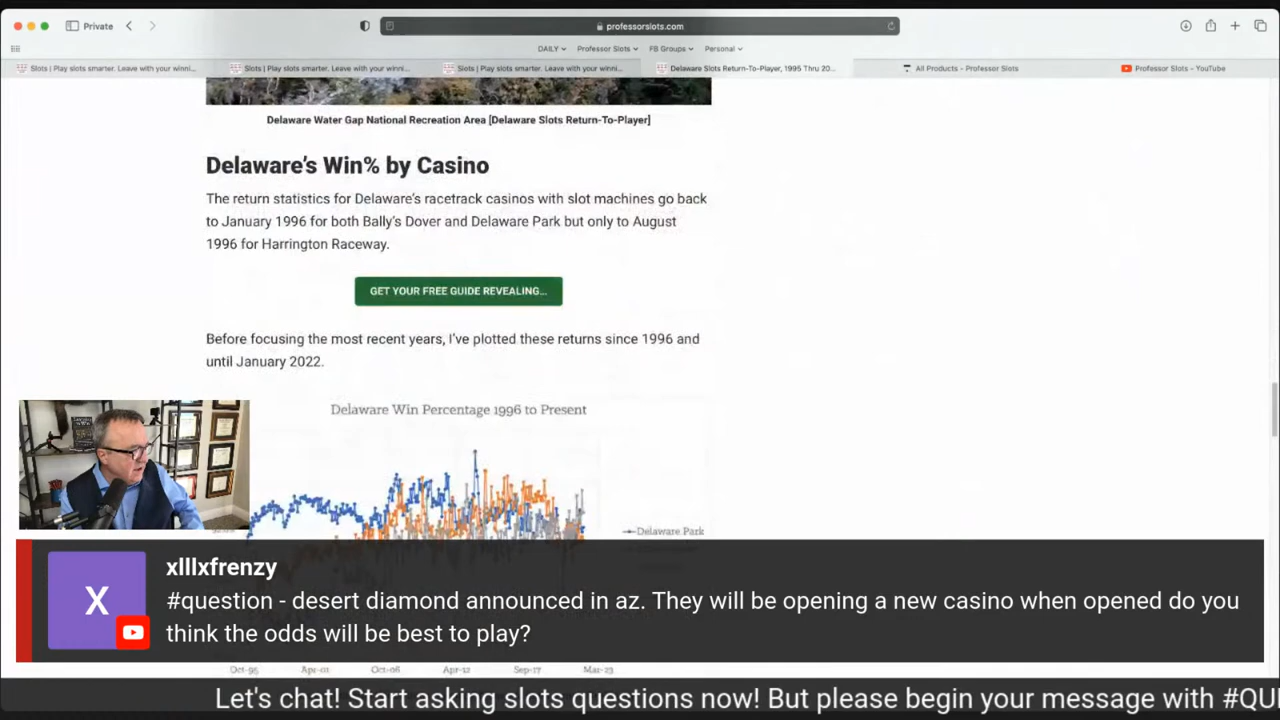 Private
professorslots.com
DAILY
Professor Slots
FB Groups
Personal
Slots | Play slots smarter. Leave with your winni...
Slots | Play slots smarter. Leave with your winni...
Slots | Play slots smarter. Leave with your winni...
Delaware Slots Return-To-Player, 1995 Thru 20...
All Products - Professor Slots
Professor Slots - YouTube
Delaware Water Gap National Recreation Area [Delaware Slots Return-To-Player]
Delaware's Win% by Casino
The return statistics for Delaware's racetrack casinos with slot machines go back
to January 1996 for both Bally's Dover and Delaware Park but only to August
1996 for Harrington Raceway.
GET YOUR FREE GUIDE REVEALING...
Before focusing the most recent years, I've plotted these returns since 1996 and
until January 2022.
Delaware Win Percentage 1996 to Present
Delaware Park
xlllxfrenzy
X
#question - desert diamond announced in az. They will be opening a new casino when opened do you
think the odds will be best to play?
Oct-95 Apr-01 Oct-06 Apr-12 Sep-17 Mar-23
Let's chat! Start asking slots questions now! But please begin your message with #QU